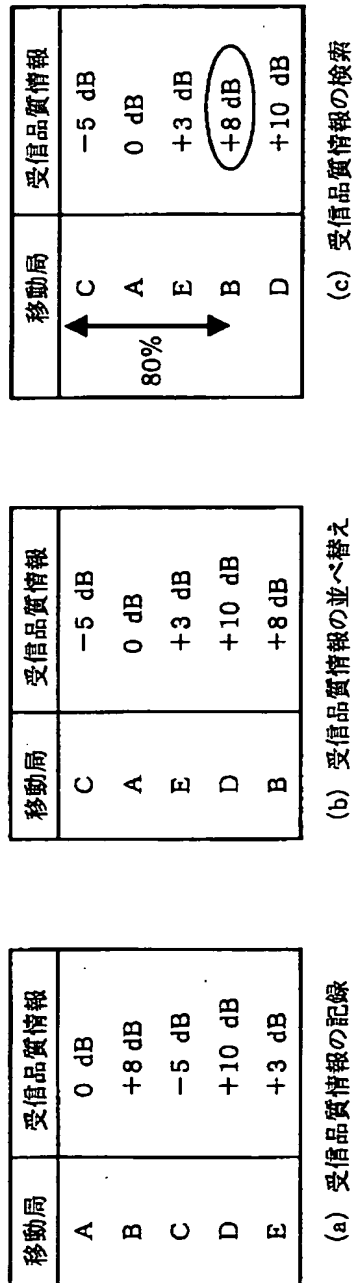 移動局 受信品質情報
A 0 dB
B +8 dB
C −5 dB
D +10 dB
E +3 dB
(a) 受信品質情報の記録
移動局 受信品質情報
C −5 dB
A 0 dB
E +3 dB
D +10 dB
B +8 dB
(b) 受信品質情報の並べ替え
移動局 受信品質情報
C −5 dB
A 0 dB
E +3 dB
B +8 dB
D +10 dB
80%
(c) 受信品質情報の検索